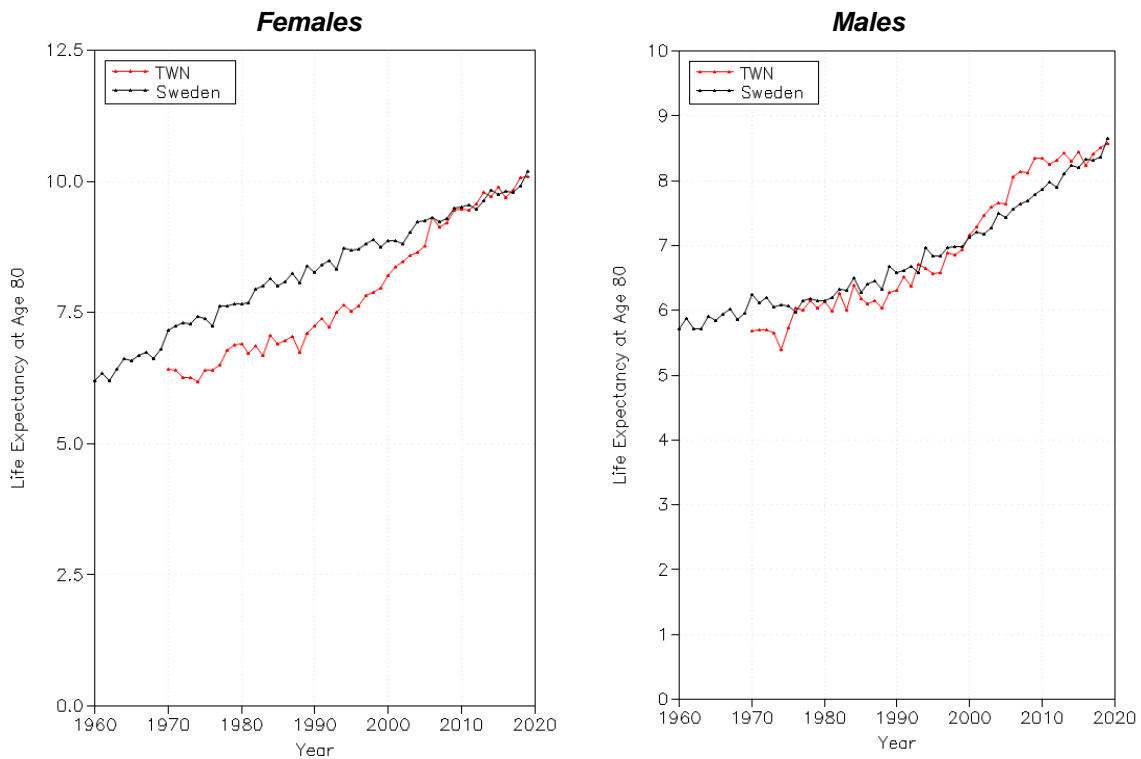 Females
12.5
10.0
7.5
5.0
2.5
0.0
Life Expectancy at Age 80
TWN
Sweden
1960 1970 1980 1990 2000 2010 2020
Year
Males
10
9
8
7
6
5
4
3
2
1
0
Life Expectancy at Age 80
TWN
Sweden
1960 1970 1980 1990 2000 2010 2020
Year